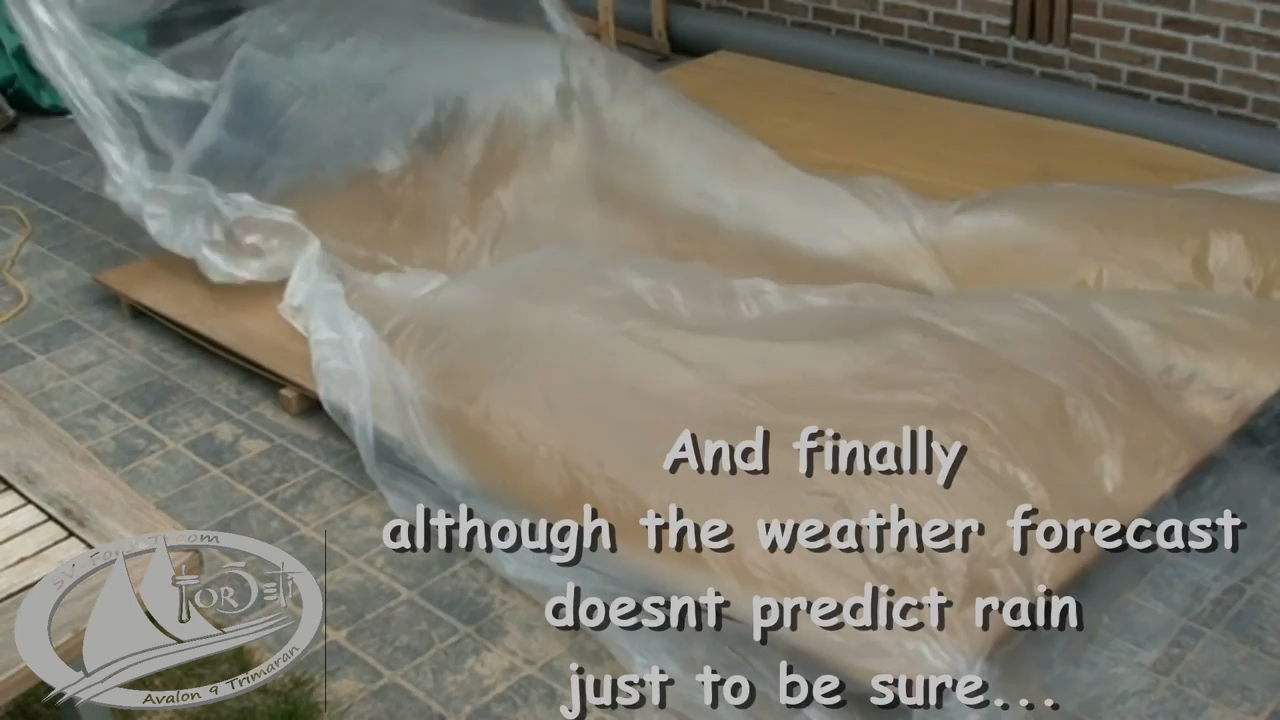 And finally
although the weather forecast
doesnt predict rain
just to be sure...
Avalon 9 Trimaran